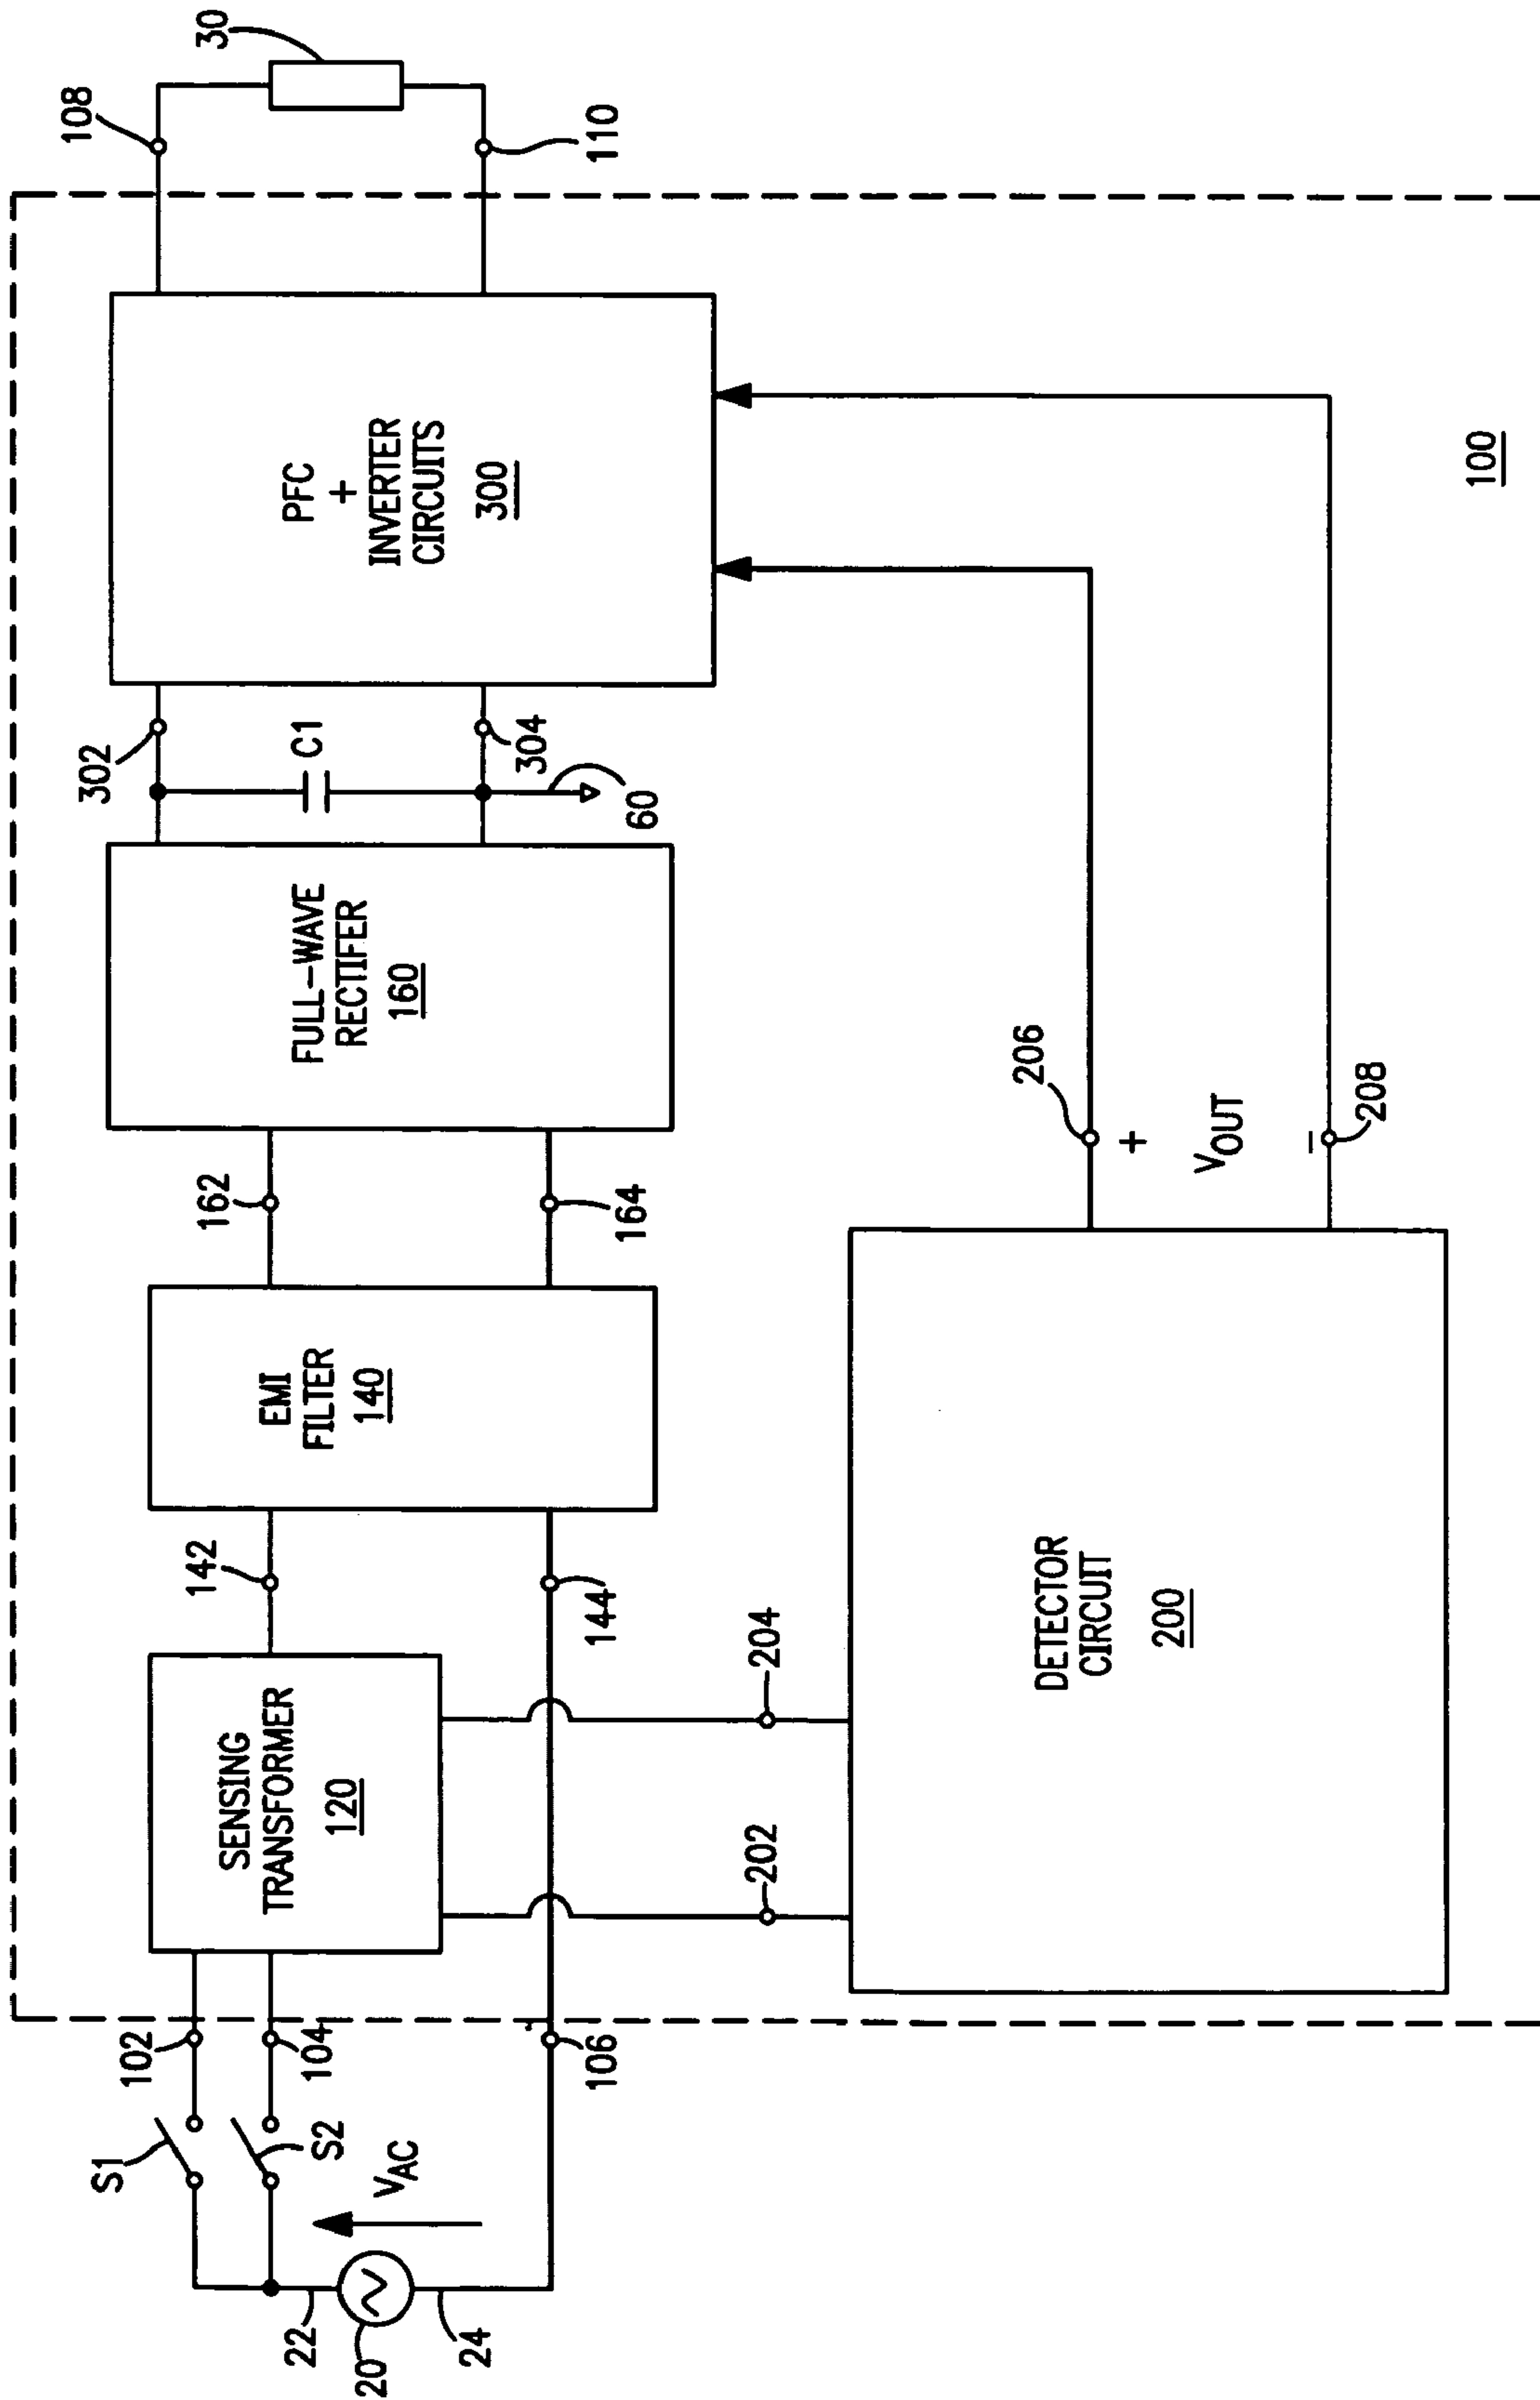 S1
S2
102
104
106
22
20
24
VAC
SENSING
TRANSFORMER
120
142
144
EMI
FILTER
140
162
164
FULL-WAVE
RECTIFER
160
302
C1
304
60
PFC
+
INVERTER
CIRCUITS
300
108
110
30
202
204
DETECTOR
CIRCUIT
200
206
+
VOUT
–
208
100